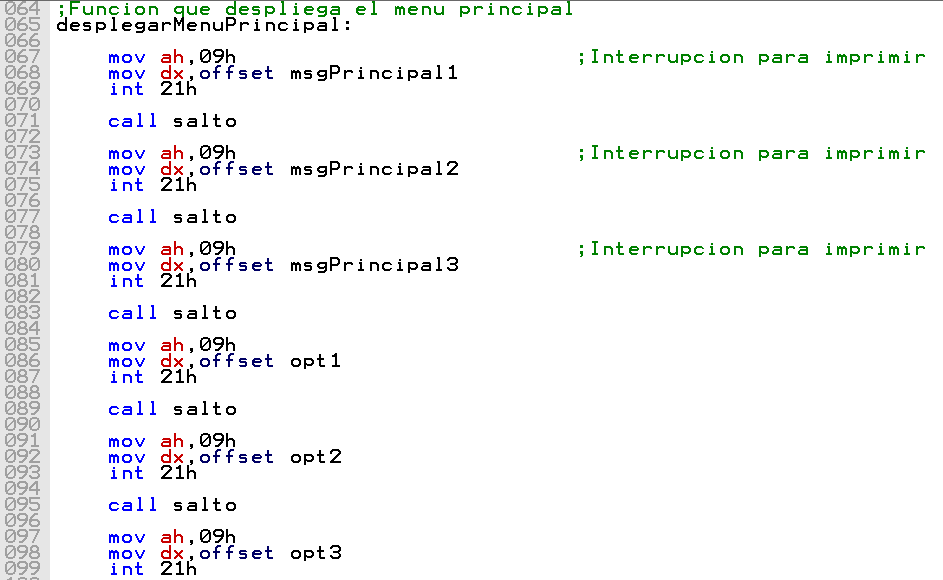 064 ;Funcion que despliega el menu principal
065 desplegarMenuPrincipal:
066
067 mov ah,09h ;Interrupcion para imprimir
068 mov dx,offset msgPrincipal1
069 int 21h
070
071 call salto
072
073 mov ah,09h ;Interrupcion para imprimir
074 mov dx,offset msgPrincipal2
075 int 21h
076
077 call salto
078
079 mov ah,09h ;Interrupcion para imprimir
080 mov dx,offset msgPrincipal3
081 int 21h
082
083 call salto
084
085 mov ah,09h
086 mov dx,offset opt1
087 int 21h
088
089 call salto
090
091 mov ah,09h
092 mov dx,offset opt2
093 int 21h
094
095 call salto
096
097 mov ah,09h
098 mov dx,offset opt3
099 int 21h